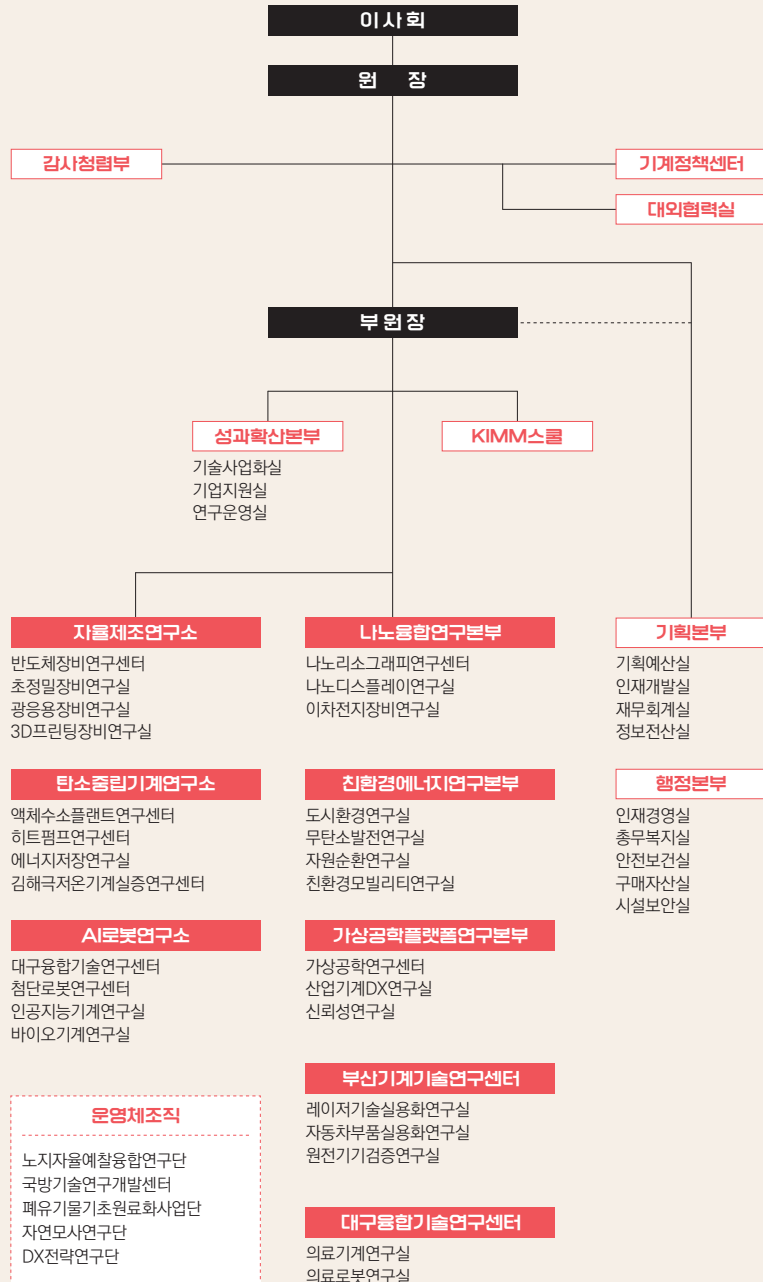 이사회
원 장
감사청렴부
기계정책센터
대외협력실
부원장
성과확산본부
기술사업화실
기업지원실
연구운영실
KIMM스쿨
자율제조연구소
반도체장비연구센터
초정밀장비연구실
광응용장비연구실
3D프린팅장비연구실
나노융합연구본부
나노리소그래피연구센터
나노디스플레이연구실
이차전지장비연구실
기획본부
기획예산실
인재개발실
재무회계실
정보전산실
탄소중립기계연구소
액체수소플랜트연구센터
히트펌프연구센터
에너지저장연구실
김해극저온기계실증연구센터
친환경에너지연구본부
도시환경연구실
무탄소발전연구실
자원순환연구실
친환경모빌리티연구실
행정본부
인재경영실
총무복지실
안전보건실
구매자산실
시설보안실
AI로봇연구소
대구융합기술연구센터
첨단로봇연구센터
인공지능기계연구실
바이오기계연구실
가상공학플랫폼연구본부
가상공학연구센터
산업기계DX연구실
신뢰성연구실
부산기계기술연구센터
레이저기술실용화연구실
자동차부품실용화연구실
원전기기검증연구실
운영체조직
노지자율예찰융합연구단
국방기술연구개발센터
폐유기물기초원료화사업단
자연모사연구단
DX전략연구단
대구융합기술연구센터
의료기계연구실
의료로봇연구실